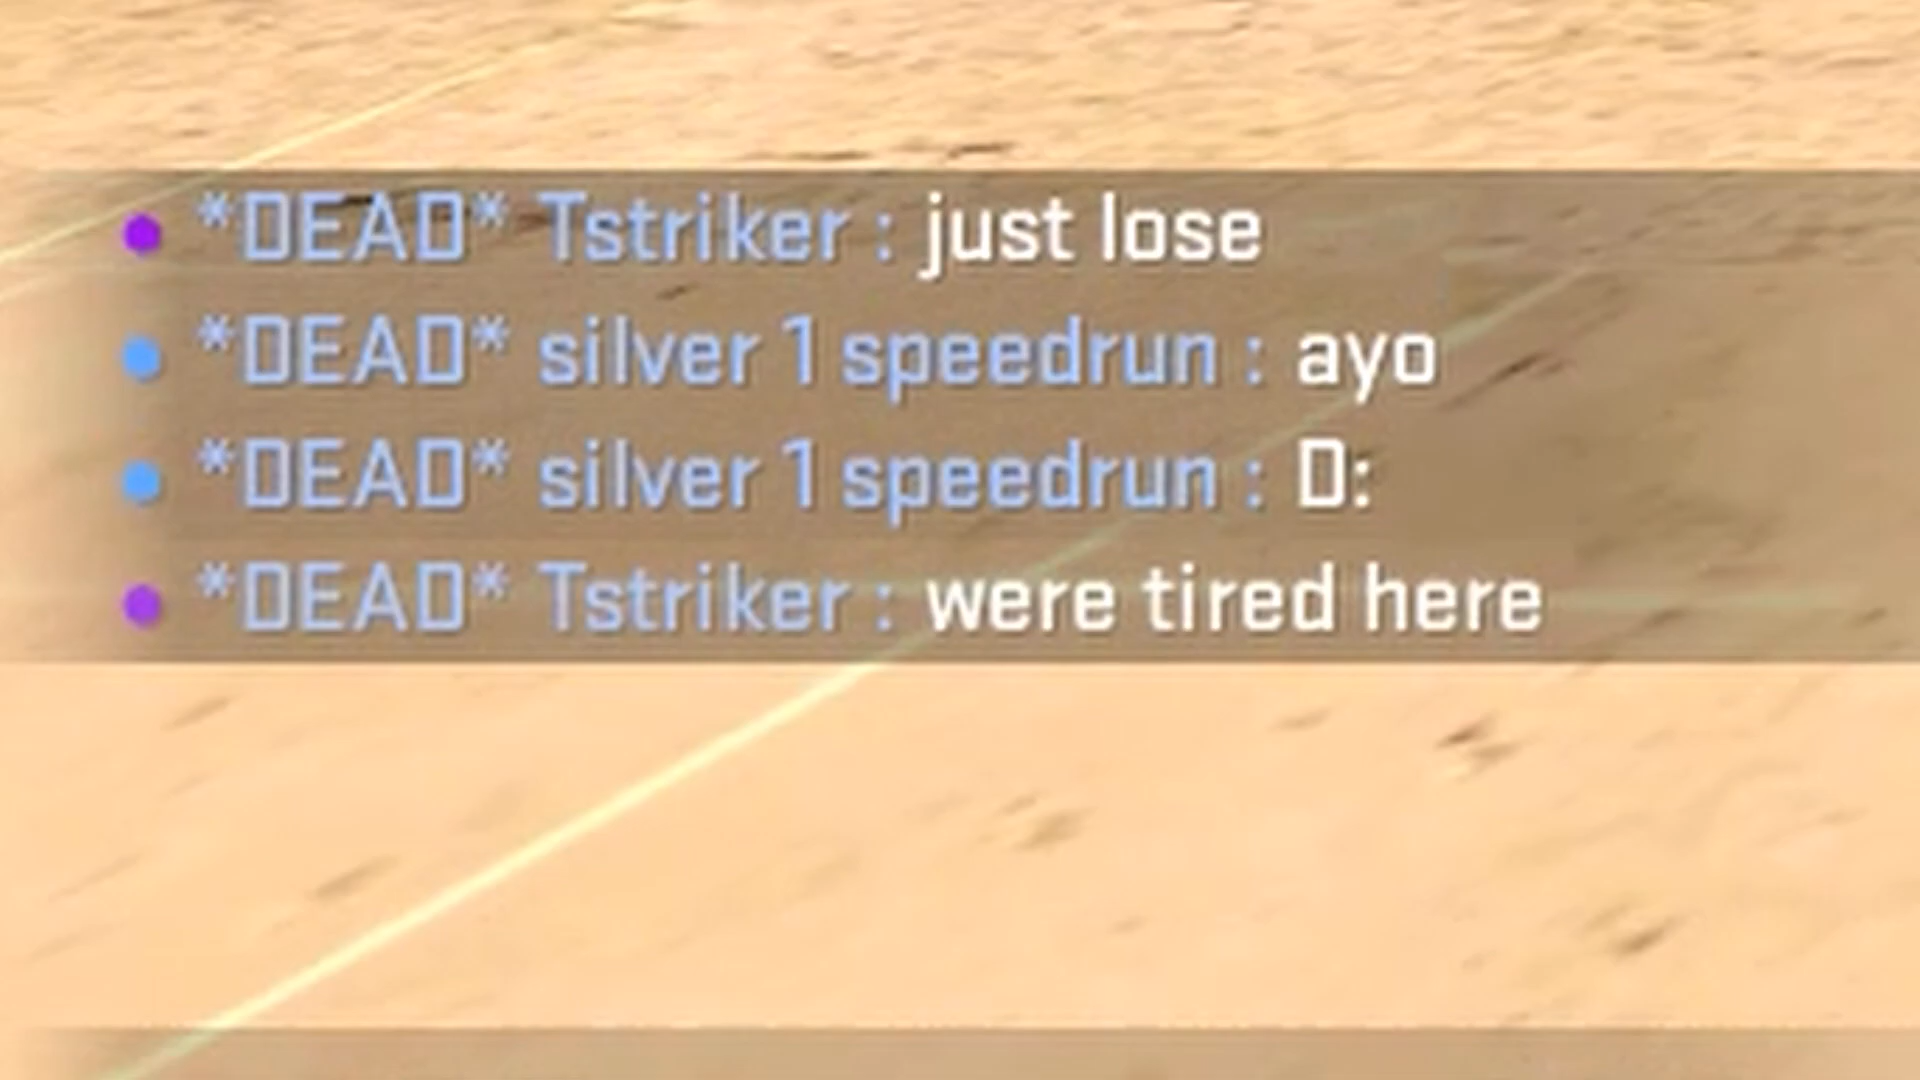 *DEAD* Tstriker : just lose
*DEAD* silver 1 speedrun : ayo
*DEAD* silver 1 speedrun : D:
*DEAD* Tstriker : were tired here